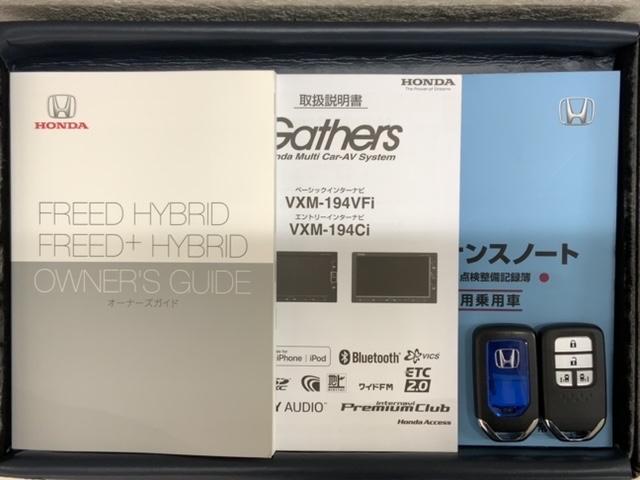 HONDA
FREED HYBRID
FREED+ HYBRID
OWNER'S GUIDE
オーナーズガイド
HONDA
The Power of Dreams
取扱説明書
Gathers
nda Multi Car-AV System
ベーシックインターナビ
VXM-194VFi
エントリーインターナビ
VXM-194Ci
iPhone | iPod
Bluetooth
VICS
ワイドFM
ETC
2.0
Y AUDIO™
internavi
Premium Club
Honda Access
ンスノート
点検整備記録簿
用乗用車